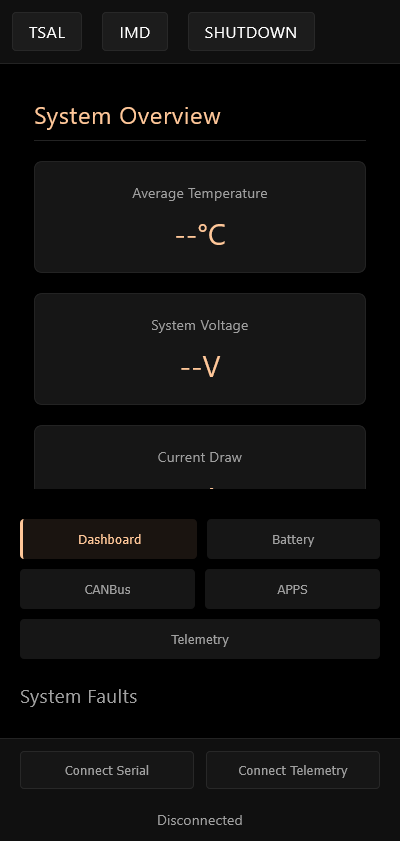 TSAL IMD SHUTDOWN
System Overview
Average Temperature
--°C
System Voltage
--V
Current Draw
Dashboard Battery
CANBus APPS
Telemetry
System Faults
Connect Serial Connect Telemetry
Disconnected